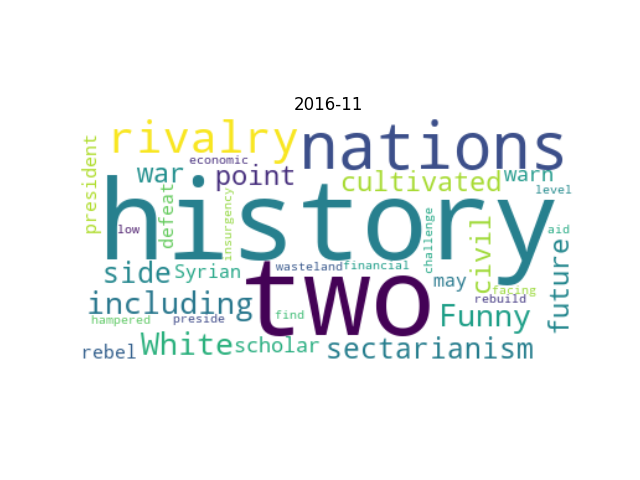 2016-11
rivalry nations
president economic
war point cultivated warn
level
history
defeat insurgency low challenge civil aid
side Syrian wasteland financial
two
may facing
including rebuild future
hampered preside find Funny
rebel White scholar sectarianism